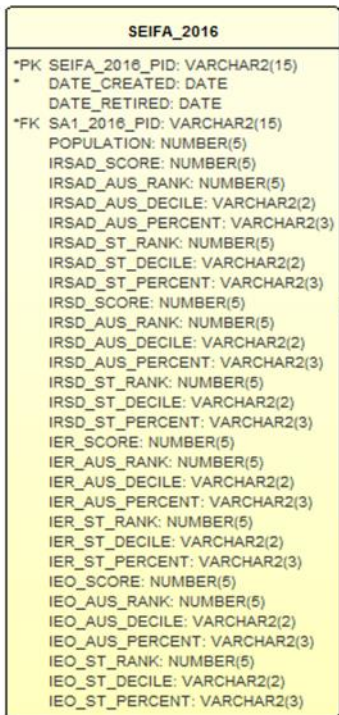 SEIFA_2016
*PK SEIFA_2016_PID: VARCHAR2(15)
* DATE_CREATED: DATE
DATE_RETIRED: DATE
*FK SA1_2016_PID: VARCHAR2(15)
POPULATION: NUMBER(5)
IRSAD_SCORE: NUMBER(5)
IRSAD_AUS_RANK: NUMBER(5)
IRSAD_AUS_DECILE: VARCHAR2(2)
IRSAD_AUS_PERCENT: VARCHAR2(3)
IRSAD_ST_RANK: NUMBER(5)
IRSAD_ST_DECILE: VARCHAR2(2)
IRSAD_ST_PERCENT: VARCHAR2(3)
IRSD_SCORE: NUMBER(5)
IRSD_AUS_RANK: NUMBER(5)
IRSD_AUS_DECILE: VARCHAR2(2)
IRSD_AUS_PERCENT: VARCHAR2(3)
IRSD_ST_RANK: NUMBER(5)
IRSD_ST_DECILE: VARCHAR2(2)
IRSD_ST_PERCENT: VARCHAR2(3)
IER_SCORE: NUMBER(5)
IER_AUS_RANK: NUMBER(5)
IER_AUS_DECILE: VARCHAR2(2)
IER_AUS_PERCENT: VARCHAR2(3)
IER_ST_RANK: NUMBER(5)
IER_ST_DECILE: VARCHAR2(2)
IER_ST_PERCENT: VARCHAR2(3)
IEO_SCORE: NUMBER(5)
IEO_AUS_RANK: NUMBER(5)
IEO_AUS_DECILE: VARCHAR2(2)
IEO_AUS_PERCENT: VARCHAR2(3)
IEO_ST_RANK: NUMBER(5)
IEO_ST_DECILE: VARCHAR2(2)
IEO_ST_PERCENT: VARCHAR2(3)